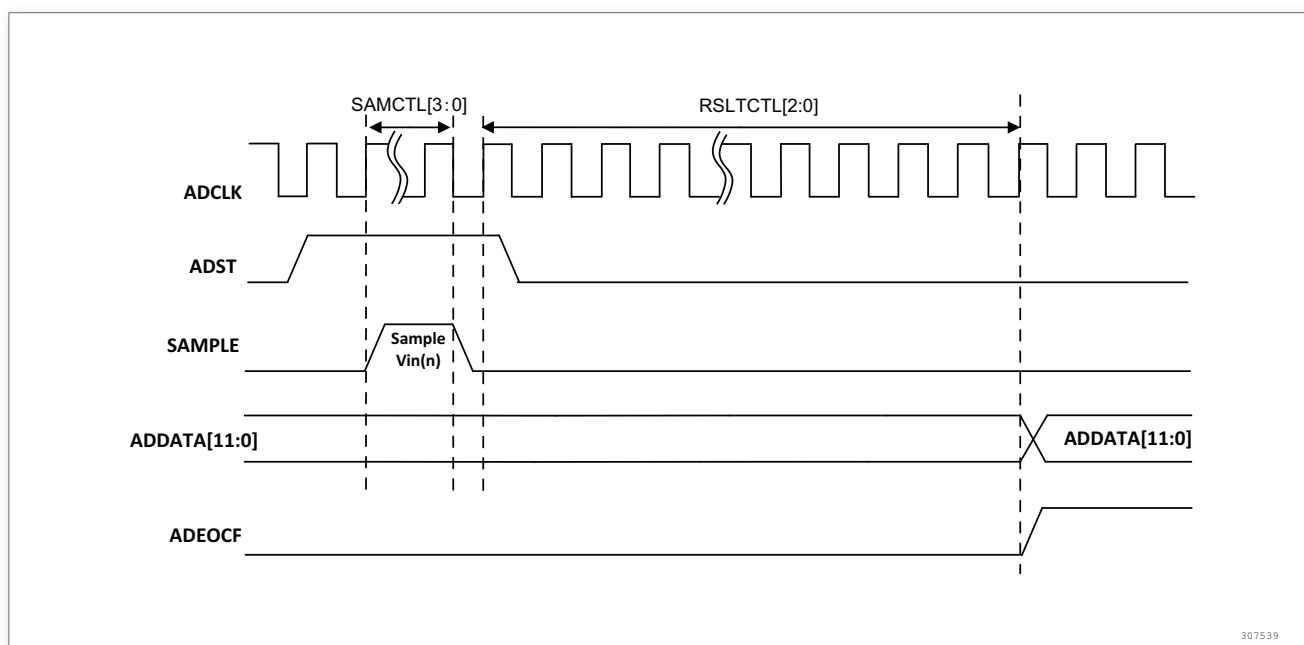 SAMCTL[3:0]
RSLTCTL[2:0]
ADCLK
ADST
SAMPLE
Sample
Vin(n)
ADDATA[11:0]
ADDATA[11:0]
ADEOCF
307539